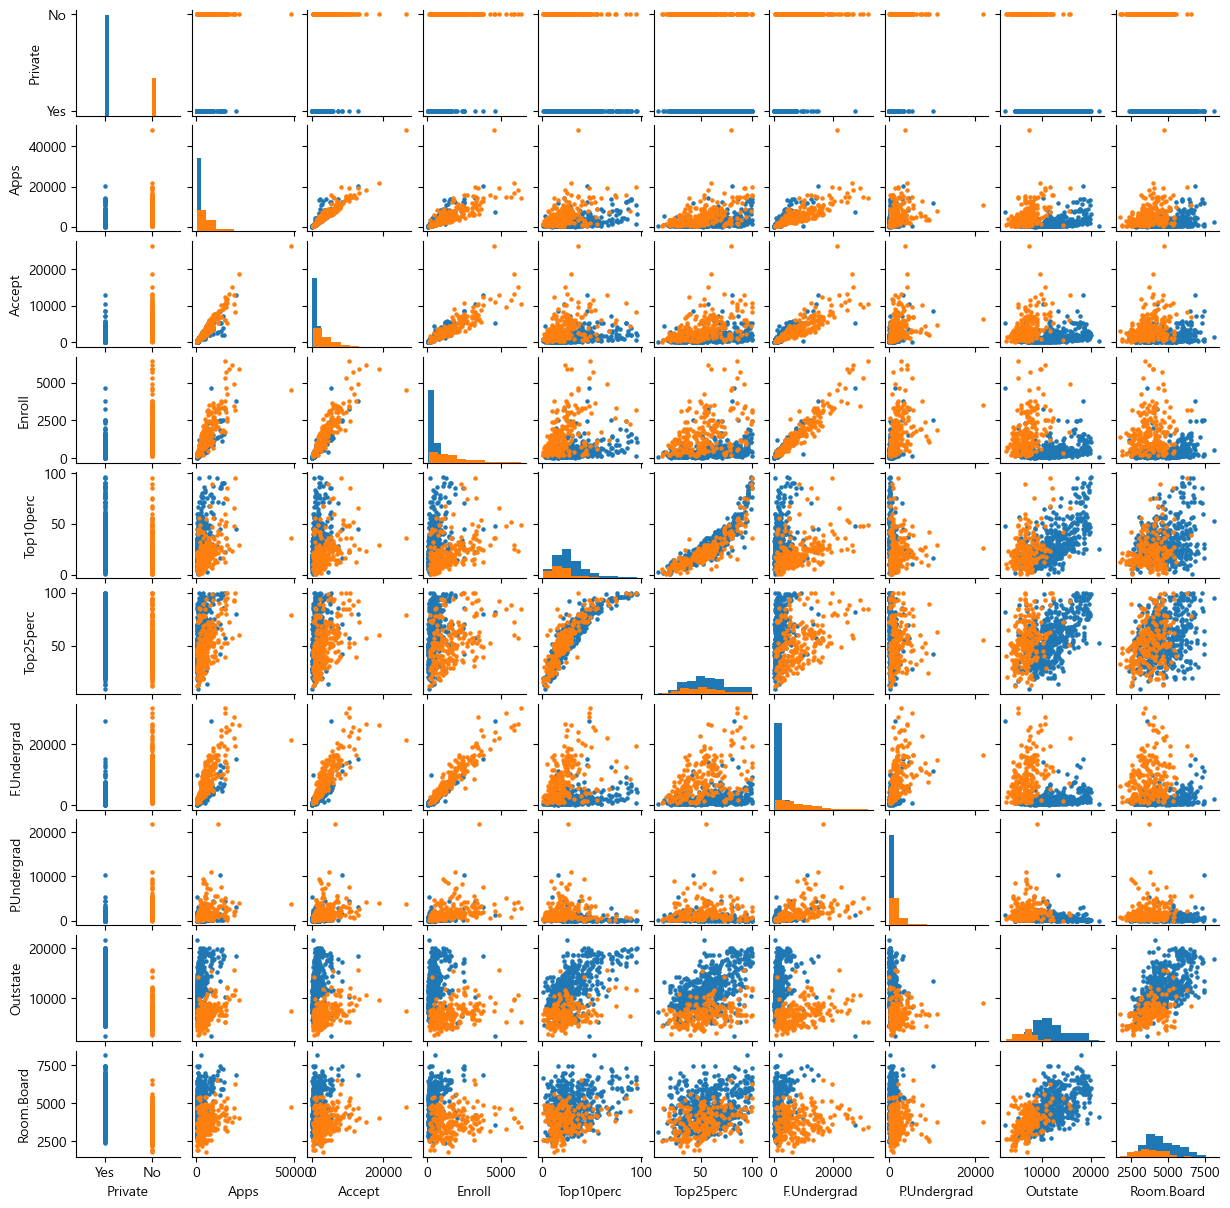 No
Yes
Private
40000
20000
0
Apps
20000
10000
0
Accept
5000
2500
0
Enroll
100
50
0
Top10perc
100
50
Top25perc
20000
0
F.Undergrad
20000
10000
0
P.Undergrad
20000
10000
Outstate
7500
5000
2500
Room.Board
Yes No 0 50000 0 20000 0 5000 0 100 50 100 0 20000 0 20000 10000 20000 2500 5000 7500
Private Apps Accept Enroll Top10perc Top25perc F.Undergrad P.Undergrad Outstate Room.Board